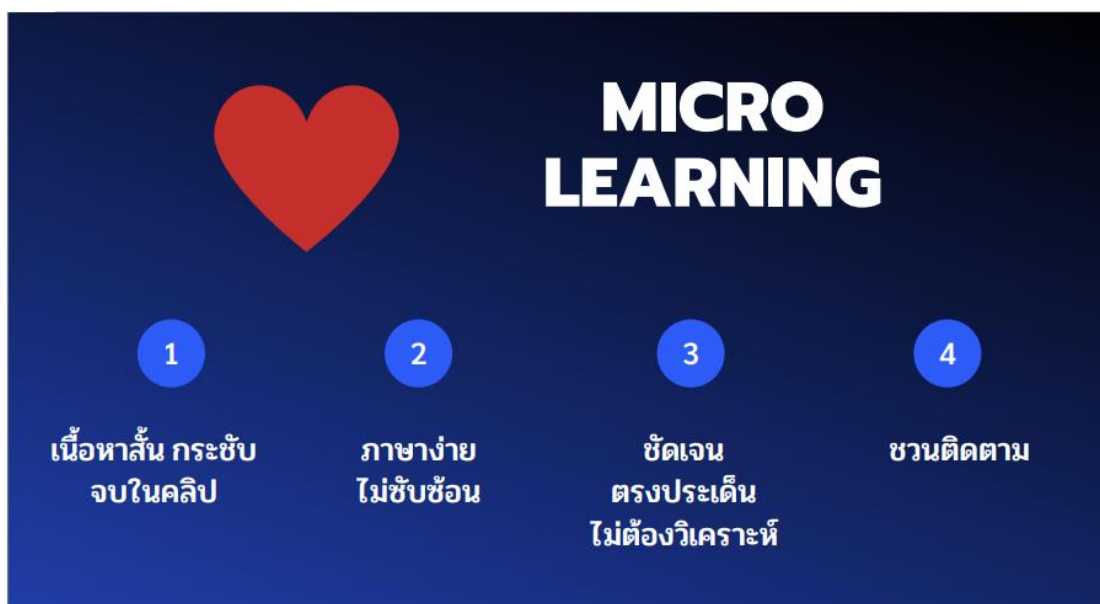 MICRO
LEARNING
1
เนื้อหาสั้น กระชับ
จบในคลิป
2
ภาษาง่าย
ไม่ซับซ้อน
3
ชัดเจน
ตรงประเด็น
ไม่ต้องวิเคราะห์
4
ชวนติดตาม